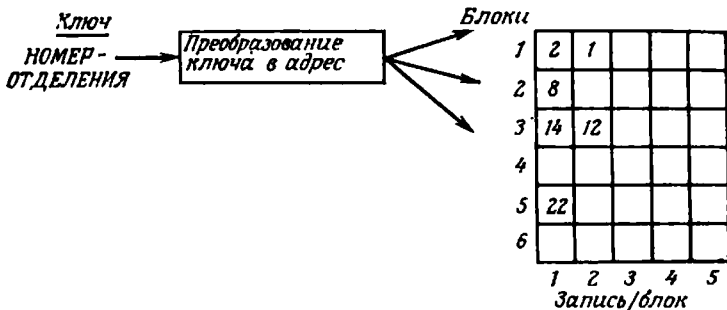 Ключ
НОМЕР-
ОТДЕЛЕНИЯ
Преобразование
ключа в адрес
Блоки
1 2 1
2 8
3 14 12
4
5 22
6
1 2 3 4 5
Запись/блок